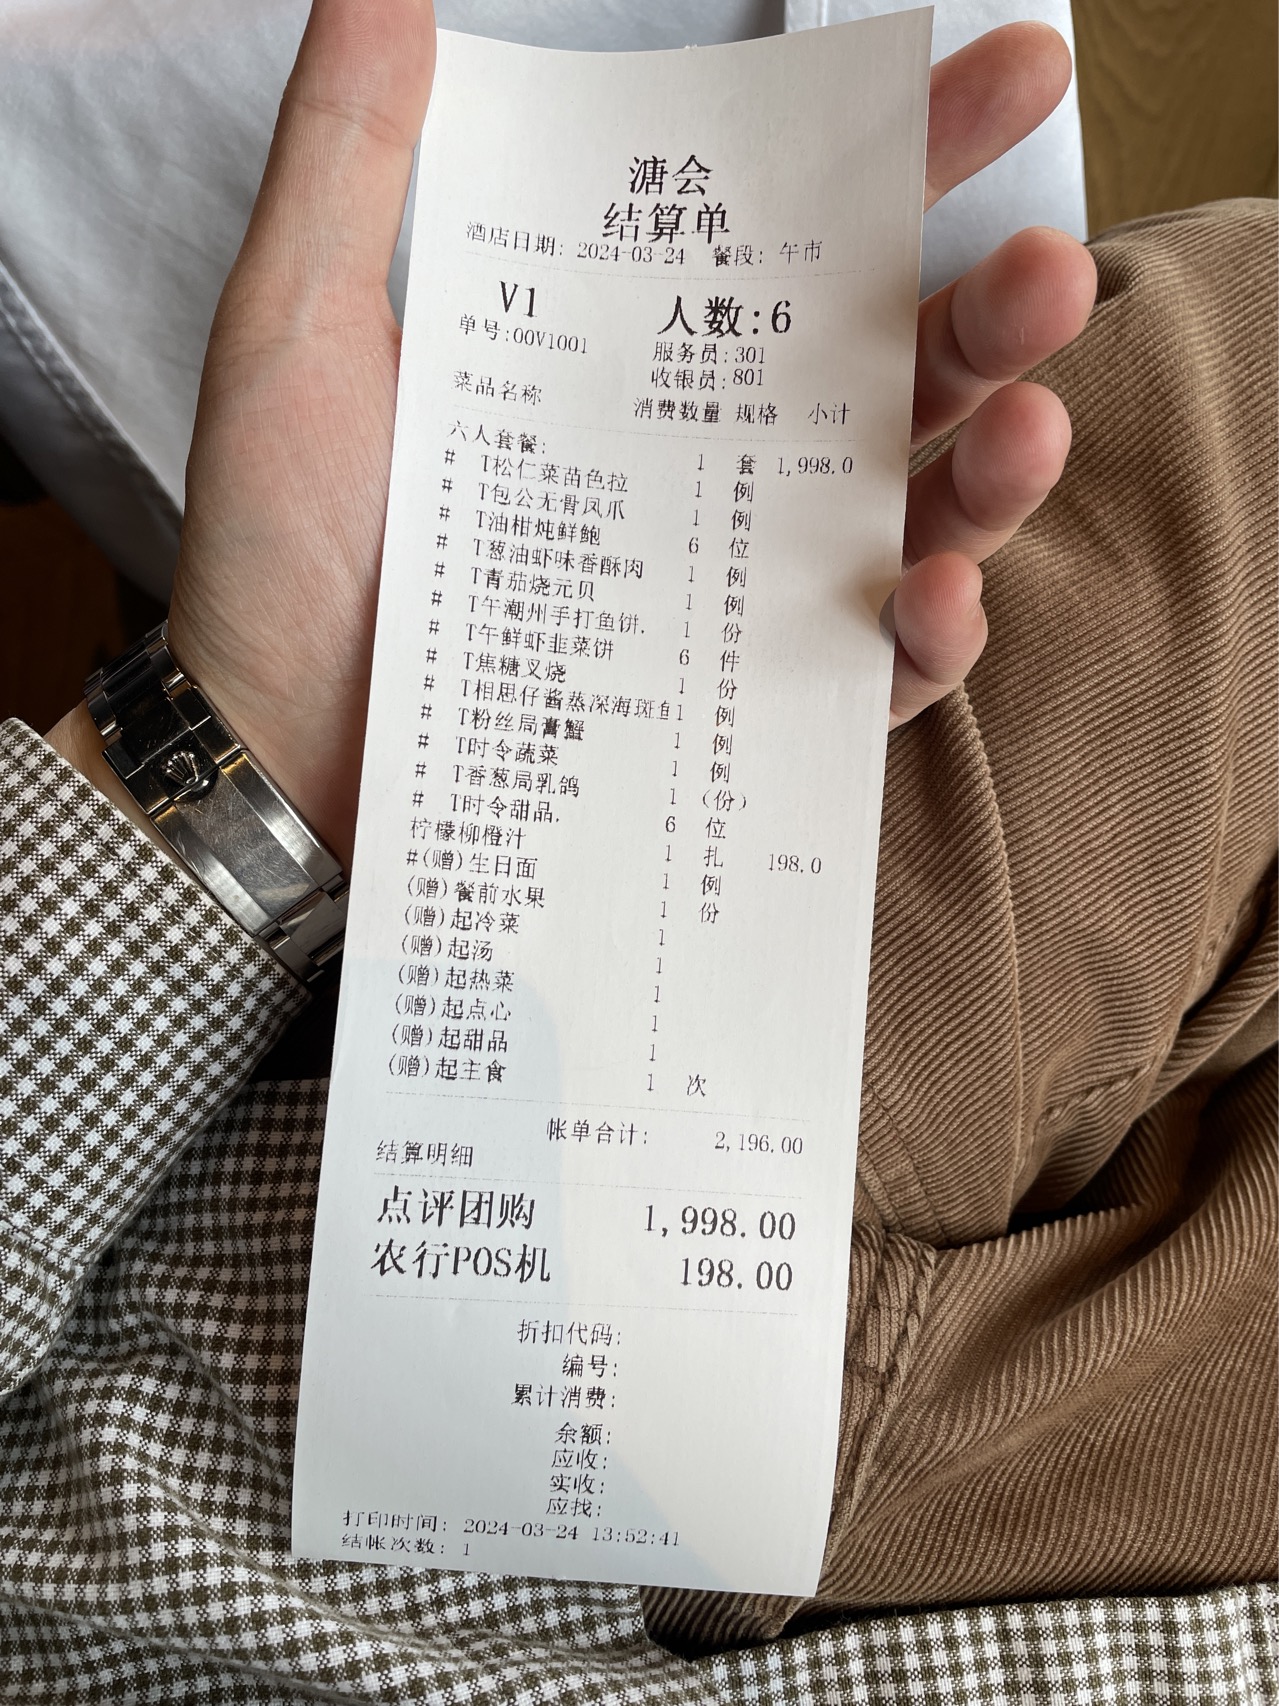 溏会
结算单
酒店日期: 2024-03-24 餐段: 午市
V1 人数:6
单号:00V1001 服务员:301
收银员:801
菜品名称 消费数量 规格 小计
六人套餐: 1 套 1,998.0
# T松仁菜苗色拉 1 例
# T包公无骨凤爪 1 例
# T油柑炖鲜鲍 6 位
# T葱油虾味香酥肉 1 例
# T青茄烧元贝 1 例
# T午潮州手打鱼饼. 1 份
# T午鲜虾韭菜饼 6 件
# T焦糖叉烧 1 份
# T相思仔酱蒸深海斑鱼 1 例
# T粉丝局膏蟹 1 例
# T时令蔬菜 1 例
# T香葱局乳鸽 1 (份)
# T时令甜品. 6 位
柠檬柳橙汁 1 扎 198.0
#(赠)生日面 1 例
(赠)餐前水果 1 份
(赠)起冷菜 1
(赠)起汤 1
(赠)起热菜 1
(赠)起点心 1
(赠)起甜品 1
(赠)起主食 1 次
帐单合计: 2,196.00
结算明细
点评团购 1,998.00
农行POS机 198.00
折扣代码:
编号:
累计消费:
余额:
应收:
实收:
应找:
打印时间: 2024-03-24 13:52:41
结帐次数: 1